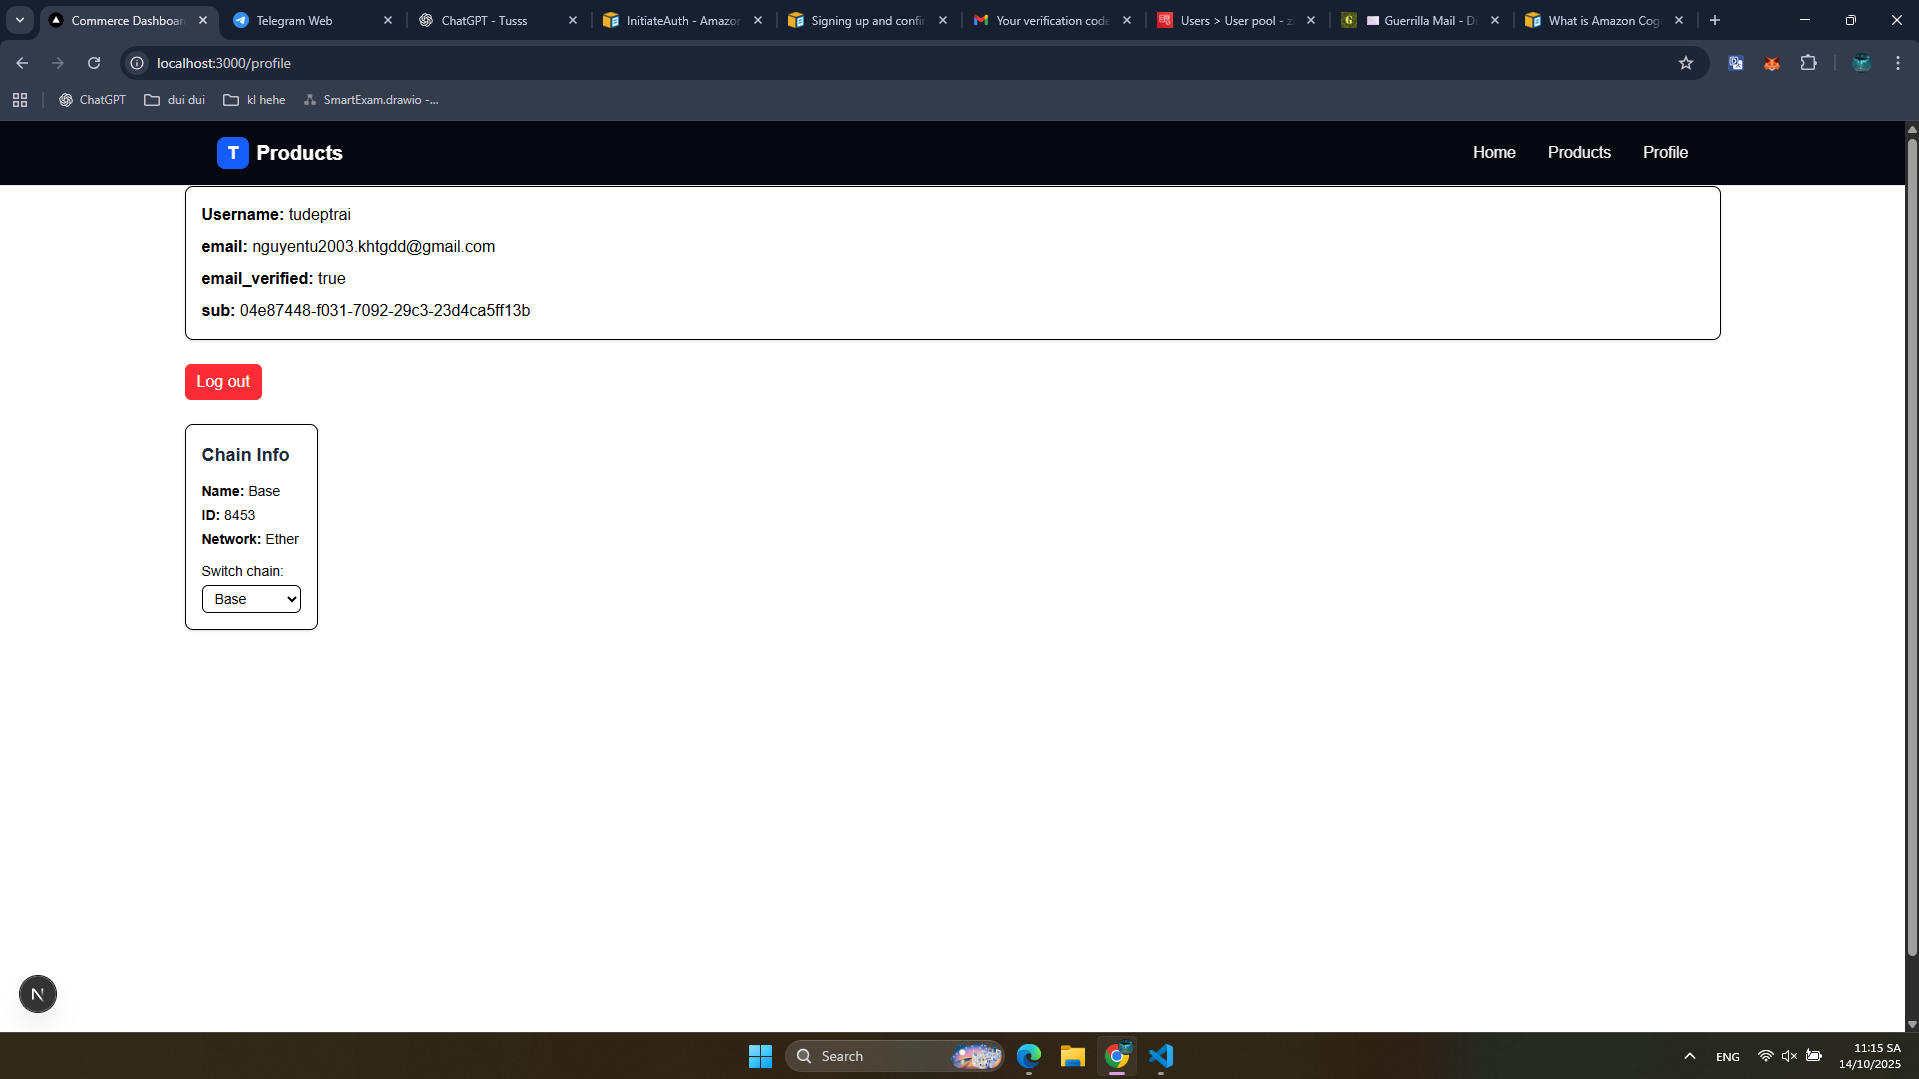 Commerce Dashboar
Telegram Web
ChatGPT - Tusss
InitiateAuth - Amazon
Signing up and confir
Your verification code
Users > User pool - z
Guerrilla Mail - Di
What is Amazon Cog
localhost:3000/profile
ChatGPT
dui dui
kl hehe
SmartExam.drawio -...
T Products
Home
Products
Profile
Username: tudeptrai
email: nguyentu2003.khtgdd@gmail.com
email_verified: true
sub: 04e87448-f031-7092-29c3-23d4ca5ff13b
Log out
Chain Info
Name: Base
ID: 8453
Network: Ether
Switch chain:
Base
N
Search
ENG
11:15 SA
14/10/2025